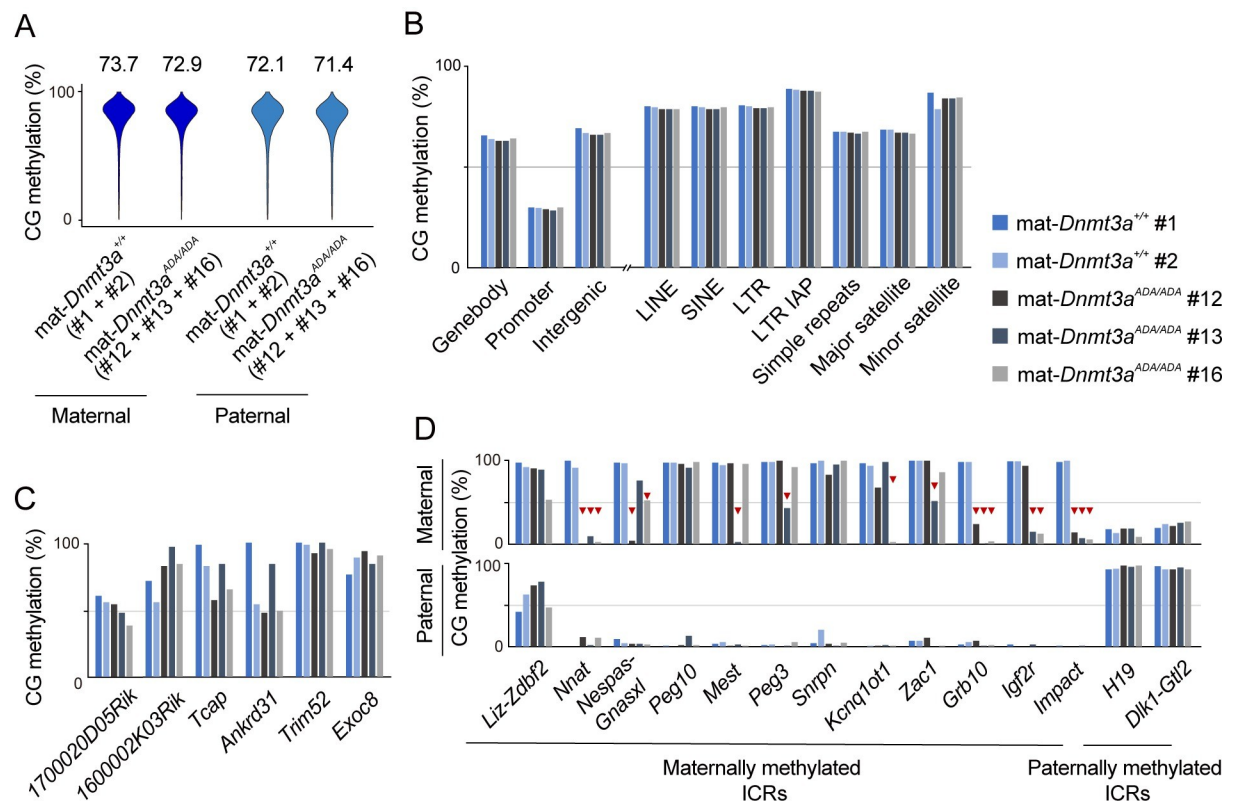 A
73.7 72.9 72.1 71.4
CG methylation (%)
100
0
mat-Dnmt3a+/+
(#1 + #2)
mat-Dnmt3aADA/ADA
(#12 + #13 + #16)
mat-Dnmt3a+/+
(#1 + #2)
mat-Dnmt3aADA/ADA
(#12 + #13 + #16)
Maternal
Paternal
B
CG methylation (%)
100
0
Genebody
Promoter
Intergenic
LINE
SINE
LTR
LTR IAP
Simple repeats
Major satellite
Minor satellite
mat-Dnmt3a+/+ #1
mat-Dnmt3a+/+ #2
mat-Dnmt3aADA/ADA #12
mat-Dnmt3aADA/ADA #13
mat-Dnmt3aADA/ADA #16
C
CG methylation (%)
100
0
1700020D05Rik
1600002K03Rik
Tcap
Ankrd31
Trim52
Exoc8
D
Maternal
CG methylation (%)
100
0
Paternal
100
0
Liz-Zdbf2
Nnat
Nespas-
Gnasxl
Peg10
Mest
Peg3
Snrpn
Kcnq1ot1
Zac1
Grb10
Igf2r
Impact
H19
Dlk1-Gtl2
Maternally methylated
ICRs
Paternally methylated
ICRs